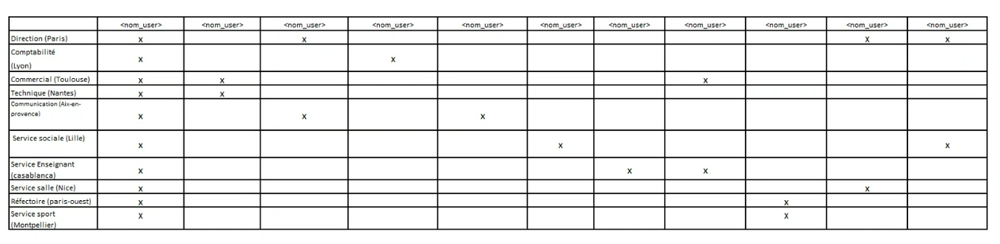 <nom_user> <nom_user> <nom_user> <nom_user> <nom_user> <nom_user> <nom_user> <nom_user> <nom_user> <nom_user> <nom_user>
Direction (Paris) x x x x
Comptabilité
(Lyon) x x
Commercial (Toulouse) x x x
Technique (Nantes) x x
Communication (Aix-en-
provence) x x x
Service sociale (Lille) x x x
Service Enseignant
(casablanca) x x x
Service salle (Nice) x x
Réfectoire (paris-ouest) x x
Service sport x x
(Montpellier)